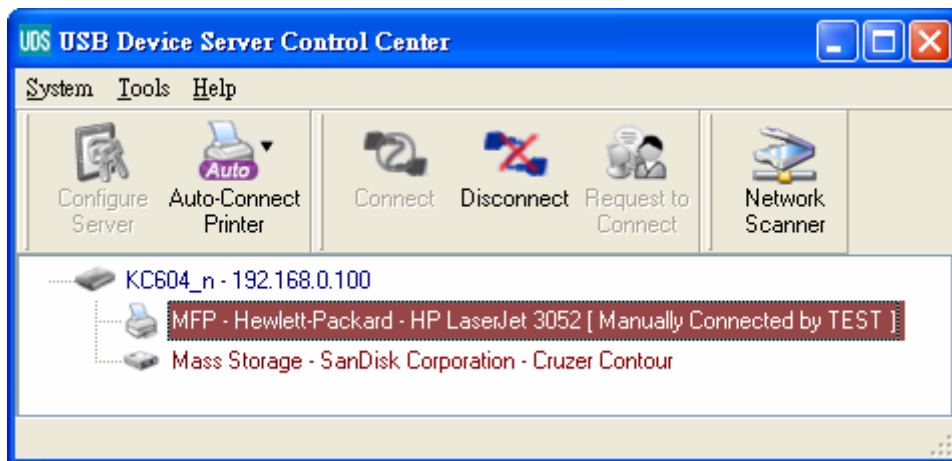 UDS USB Device Server Control Center
System Tools Help
Configure Server
Auto
Auto-Connect Printer
Connect
Disconnect
Request to Connect
Network Scanner
KC604_n - 192.168.0.100
MFP - Hewlett-Packard - HP LaserJet 3052 [ Manually Connected by TEST ]
Mass Storage - SanDisk Corporation - Cruzer Contour